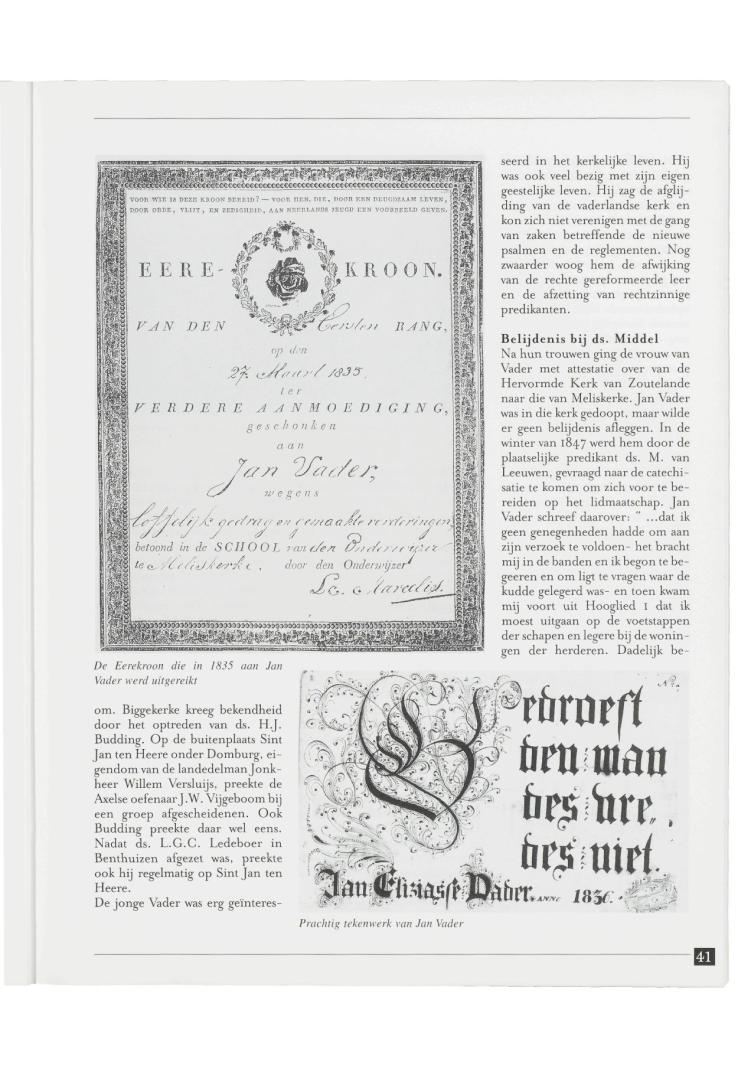 VOOR WIE IS DEZE KROON BEREID? — VOOR HEN, DIE, DOOR EEN DEUGDZAAM LEVEN,
DOOR ORDE, VLIJT, EN ZEDIGHEID, AAN NEERLANDS JEUGD EEN VOORBEELD GEVEN.
EERE-KROON.
VAN DEN Eersten RANG,
op den
27. Maart 1835.
ter
VERDERE AANMOEDIGING,
geschonken
aan
Jan Vader,
wegens
loffelijk gedrag en gemaakte vorderingen,
betoond in de SCHOOL van den Onderwijzer
te Meliskerke, door den Onderwijzer
Marcelis.
De Eerekroon die in 1835 aan Jan
Vader werd uitgereikt
om. Biggekerke kreeg bekendheid
door het optreden van ds. H.J.
Budding. Op de buitenplaats Sint
Jan ten Heere onder Domburg, ei-
gendom van de landedelman Jonk-
heer Willem Versluijs, preekte de
Axelse oefenaar J.W. Vijgeboom bij
een groep afgescheidenen. Ook
Budding preekte daar wel eens.
Nadat ds. L.G.C. Ledeboer in
Benthuizen afgezet was, preekte
ook hij regelmatig op Sint Jan ten
Heere.
De jonge Vader was erg geïnteres-
seerd in het kerkelijke leven. Hij
was ook veel bezig met zijn eigen
geestelijke leven. Hij zag de afglij-
ding van de vaderlandse kerk en
kon zich niet verenigen met de gang
van zaken betreffende de nieuwe
psalmen en de reglementen. Nog
zwaarder woog hem de afwijking
van de rechte gereformeerde leer
en de afzetting van rechtzinnige
predikanten.
Belijdenis bij ds. Middel
Na hun trouwen ging de vrouw van
Vader met attestatie over van de
Hervormde Kerk van Zoutelande
naar die van Meliskerke. Jan Vader
was in die kerk gedoopt, maar wilde
er geen belijdenis afleggen. In de
winter van 1847 werd hem door de
plaatselijke predikant ds. M. van
Leeuwen, gevraagd naar de catechi-
satie te komen om zich voor te be-
reiden op het lidmaatschap. Jan
Vader schreef daarover: " ...dat ik
geen genegenheden hadde om aan
zijn verzoek te voldoen- het bracht
mij in de banden en ik begon te be-
geeren en om ligt te vragen waar de
kudde gelegerd was- en toen kwam
mij voort uit Hooglied 1 dat ik
moest uitgaan op de voetstappen
der schapen en legere bij de wonin-
gen der herderen. Dadelijk be-
No.
Gedroeft
den man
des vre,
des niet.
Jan Eliziasse Vader. ANNO 1836.
Prachtig tekenwerk van Jan Vader
41